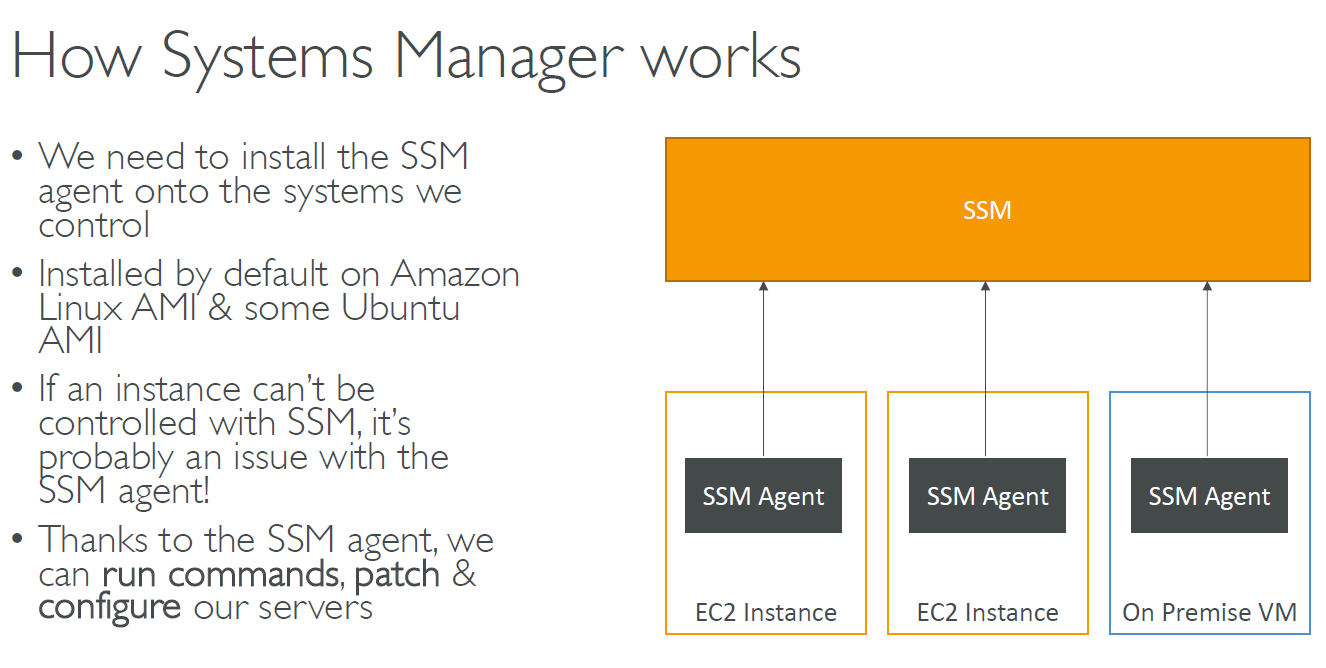 How Systems Manager works
• We need to install the SSM
agent onto the systems we
control
• Installed by default on Amazon
Linux AMI & some Ubuntu
AMI
• If an instance can’t be
controlled with SSM, it’s
probably an issue with the
SSM agent!
• Thanks to the SSM agent, we
can run commands, patch &
configure our servers
SSM
SSM Agent
SSM Agent
SSM Agent
EC2 Instance
EC2 Instance
On Premise VM